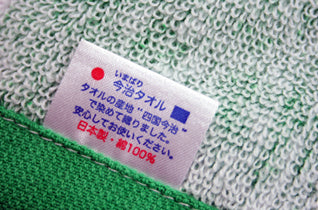 いまばり
今治タオル
タオルの産地“四国今治”
で染めて織りました。
安心してお使いください。
日本製・綿100%